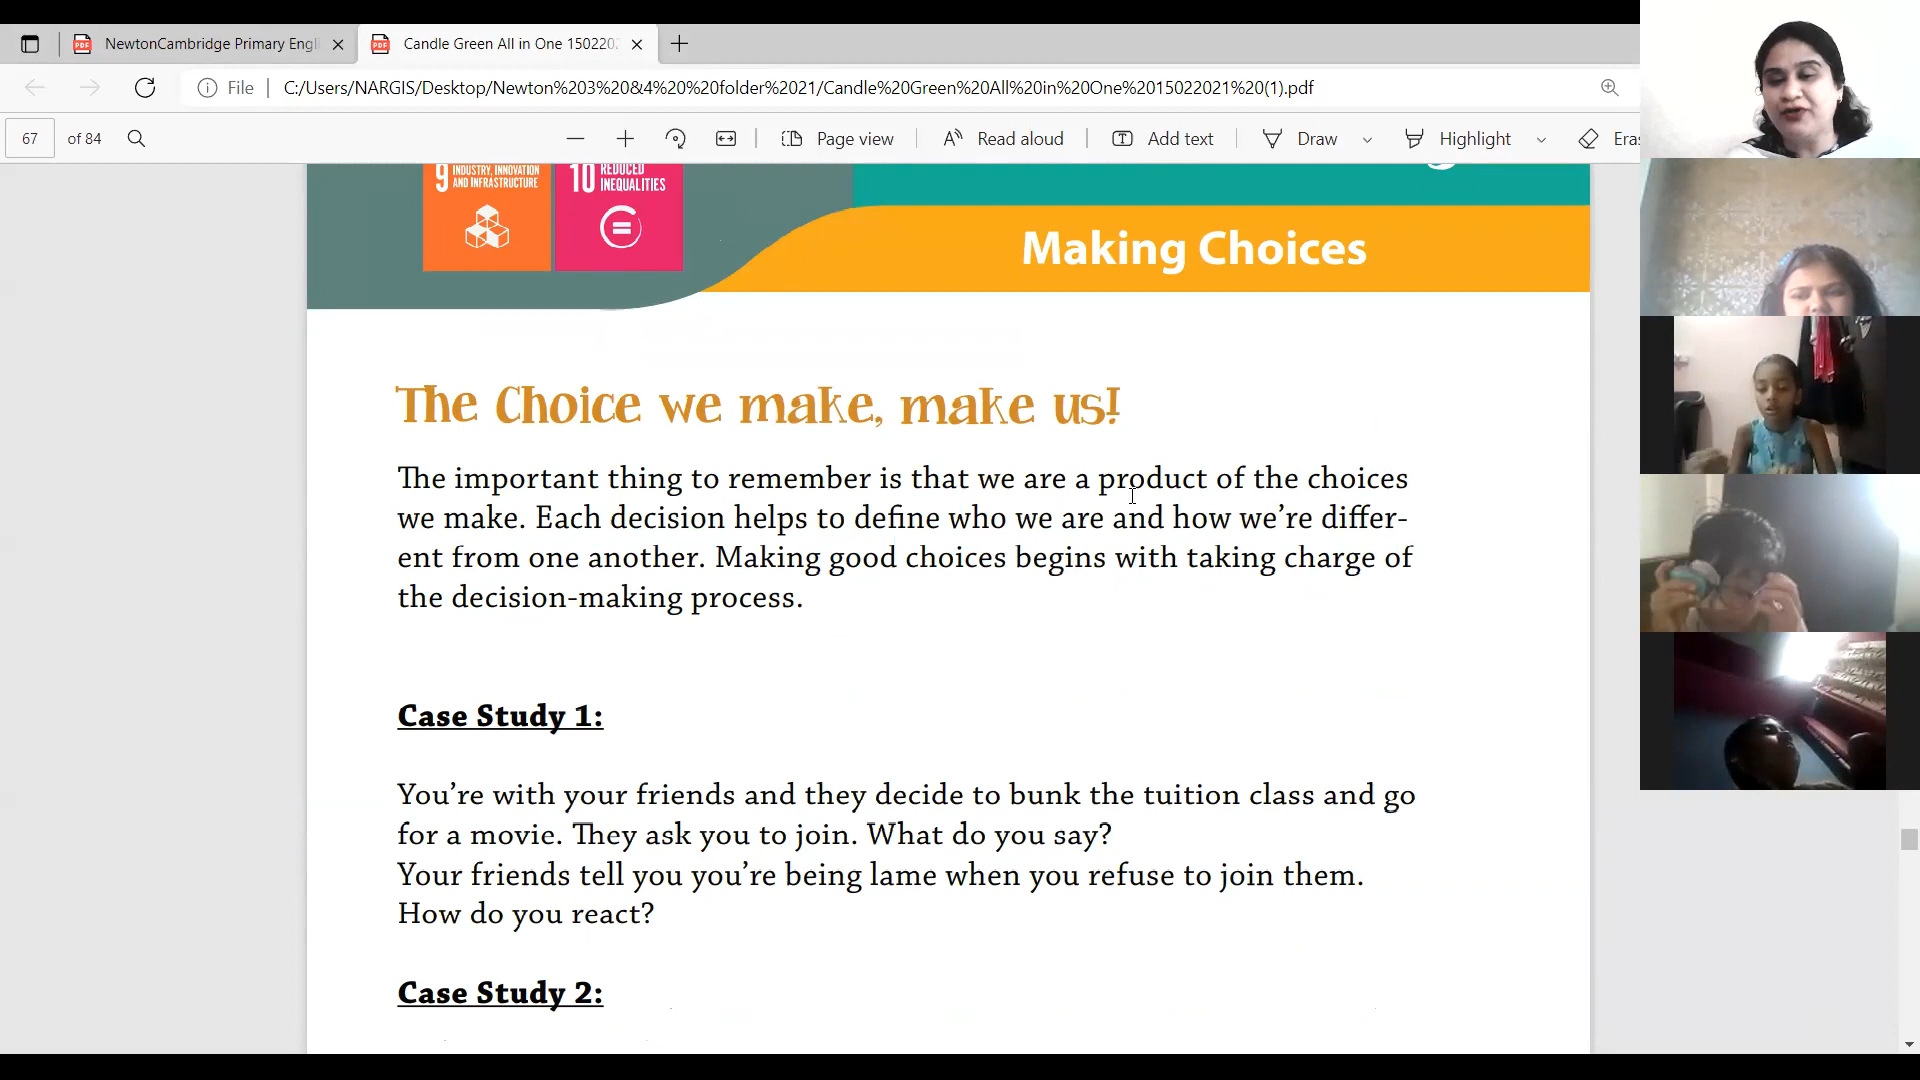 NewtonCambridge Primary Engl
Candle Green All in One 150220
File
C:/Users/NARGIS/Desktop/Newton%203%20&4%20%20folder%2021/Candle%20Green%20All%20in%20One%2015022021%20(1).pdf
67 of 84
Page view
Read aloud
Add text
Draw
Highlight
Eras
9 INDUSTRY, INNOVATION
AND INFRASTRUCTURE
10 REDUCED
INEQUALITIES
Making Choices
The Choice we make, make us!
The important thing to remember is that we are a product of the choices
we make. Each decision helps to define who we are and how we're differ-
ent from one another. Making good choices begins with taking charge of
the decision-making process.
Case Study 1:
You're with your friends and they decide to bunk the tuition class and go
for a movie. They ask you to join. What do you say?
Your friends tell you you're being lame when you refuse to join them.
How do you react?
Case Study 2: